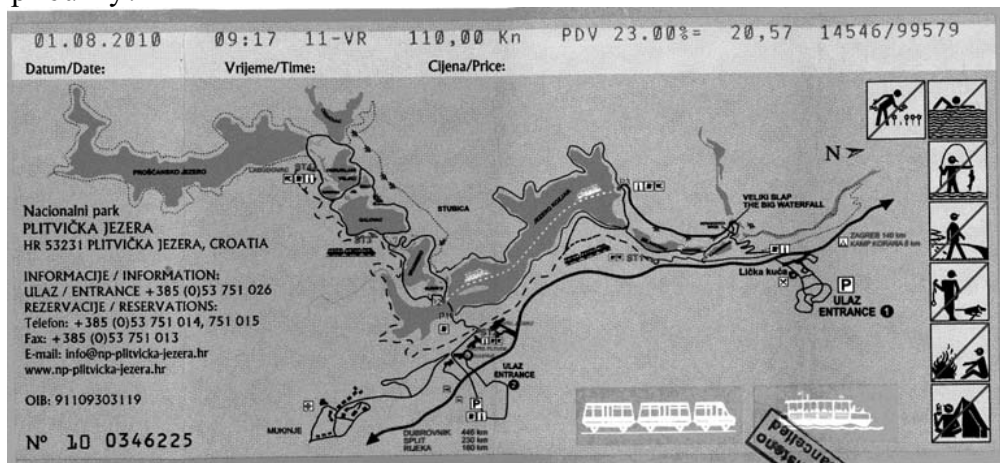 01.08.2010 09:17 11-VR 110,00 Kn PDV 23.00%= 20,57 14546/99579
Datum/Date: Vrijeme/Time: Cijena/Price:
PROŠĆANSKO JEZERO
STUBICA
JEZERO KOZJAK
N
VELIKI SLAP
THE BIG WATERFALL
ZAGREB 140 km
KAMP KORANA 8 km
Lička kuća
P
ULAZ
ENTRANCE 1
Nacionalni park
PLITVIČKA JEZERA
HR 53231 PLITVIČKA JEZERA, CROATIA
INFORMACIJE / INFORMATION:
ULAZ / ENTRANCE +385 (0)53 751 026
REZERVACIJE / RESERVATIONS:
Telefon: +385 (0)53 751 014, 751 015
Fax: +385 (0)53 751 013
E-mail: info@np-plitvicka-jezera.hr
www.np-plitvicka-jezera.hr
OIB: 91109303119
Nº 10 0346225
ULAZ
ENTRANCE
2
P
MUKINJE
DUBROVNIK 446 km
SPLIT 230 km
RIJEKA 180 km